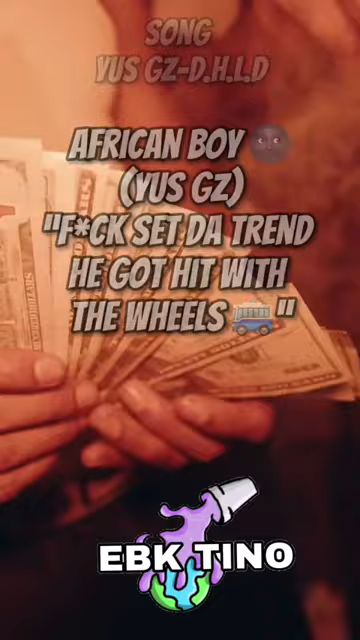 SONG
YUS GZ-D.H.L.D
AFRICAN BOY 🌚
(YUS GZ)
"F*CK SET DA TREND
HE GOT HIT WITH
THE WHEELS 🚎"
EBK TINO